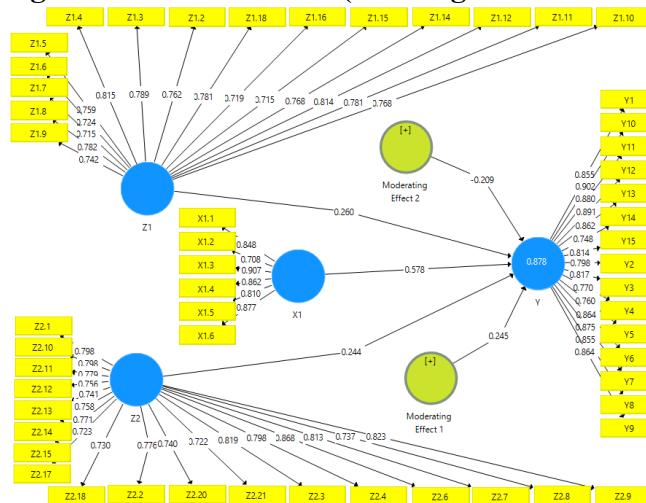 Z1.4 Z1.3 Z1.2 Z1.18 Z1.16 Z1.15 Z1.14 Z1.12 Z1.11 Z1.10
Z1.5
Z1.6
Z1.7
Z1.8
Z1.9
0.815 0.789 0.762 0.781 0.719 0.715 0.768 0.814 0.781 0.768
0.759
0.724
0.715
0.782
0.742
Z1
[+]
Moderating
Effect 2
-0.209
0.260
X1.1
X1.2
X1.3
X1.4
X1.5
X1.6
0.848
0.708
0.907
0.862
0.810
0.877
X1
0.578
0.878
Y
Y1
Y10
Y11
Y12
Y13
Y14
Y15
Y2
Y3
Y4
Y5
Y6
Y7
Y8
Y9
0.855
0.902
0.880
0.891
0.862
0.748
0.814
0.798
0.817
0.770
0.760
0.864
0.875
0.855
0.864
0.244
0.245
[+]
Moderating
Effect 1
Z2.1
Z2.10
Z2.11
Z2.12
Z2.13
Z2.14
Z2.15
Z2.17
0.798
0.798
0.779
0.756
0.741
0.758
0.771
0.723
Z2
0.730 0.776 0.740 0.722 0.819 0.798 0.868 0.813 0.737 0.823
Z2.18 Z2.2 Z2.20 Z2.21 Z2.3 Z2.4 Z2.6 Z2.7 Z2.8 Z2.9